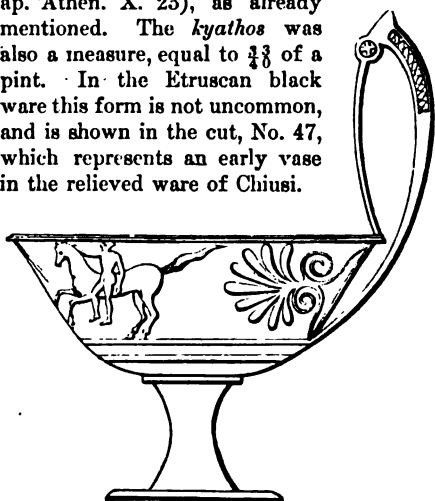 ap. Athen. X. 23), as already
mentioned. The kyathos was
also a measure, equal to of a
pint. In the Etruscan black
ware this form is not uncommon,
and is shown in the cut, No. 47,
which represents an early vase
in the relieved ware of Chiusi.